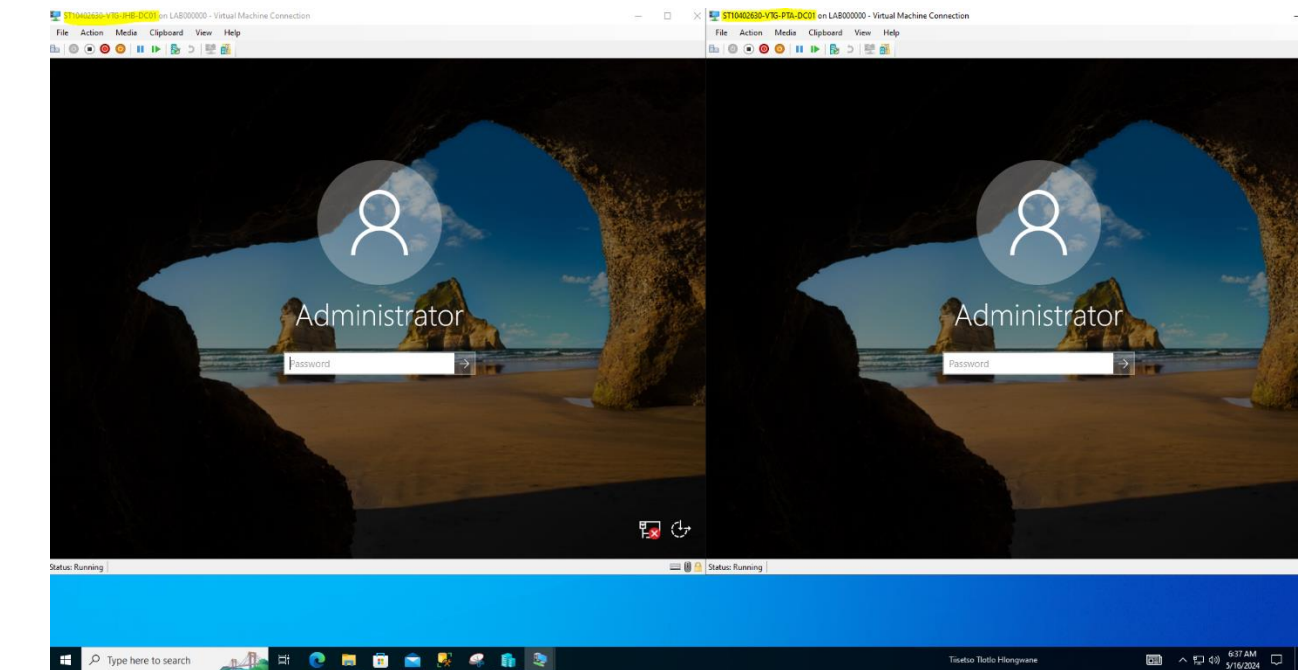 ST10402630-VTG-JHB-DC01 on LAB000000 - Virtual Machine Connection
File Action Media Clipboard View Help
Administrator
Password
Status: Running
ST10402630-VTG-PTA-DC01 on LAB000000 - Virtual Machine Connection
File Action Media Clipboard View Help
Administrator
Password
Status: Running
Type here to search
Tiisetso Tlotlo Hlongwane
6:37 AM
5/16/2024